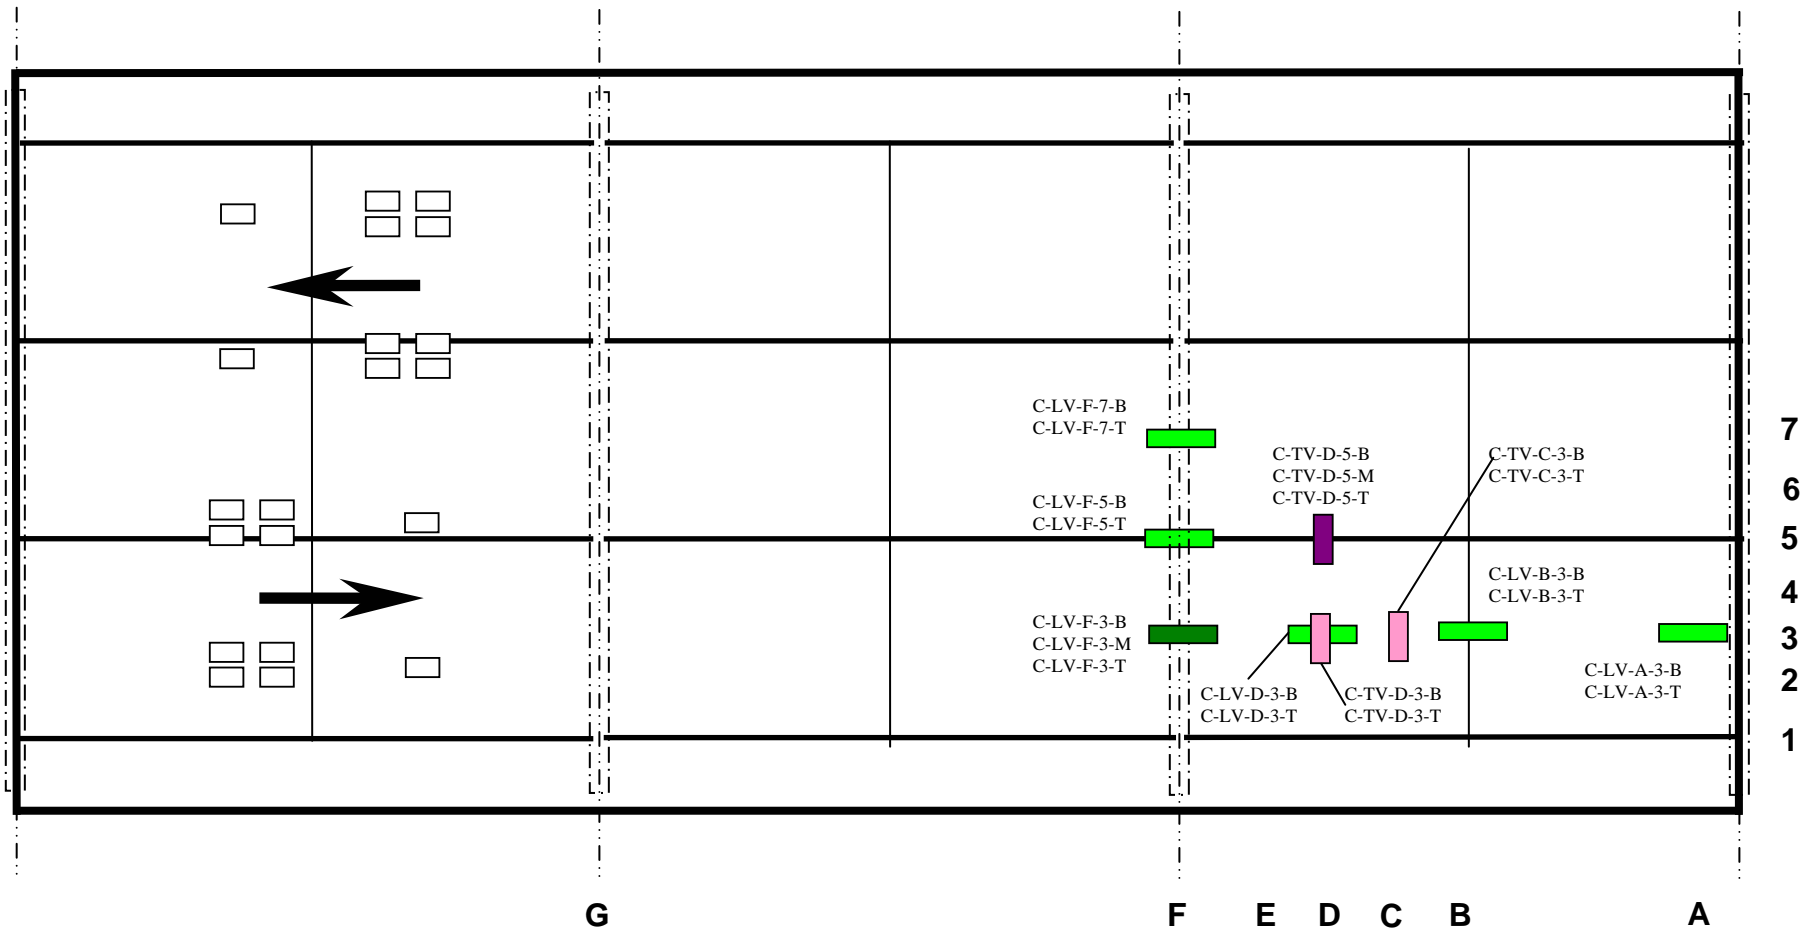 C-LV-F-7-B
C-LV-F-7-T
7
C-TV-D-5-B
C-TV-D-5-M
C-TV-D-5-T
C-TV-C-3-B
C-TV-C-3-T
6
C-LV-F-5-B
C-LV-F-5-T
5
C-LV-B-3-B
C-LV-B-3-T
4
C-LV-F-3-B
C-LV-F-3-M
C-LV-F-3-T
3
C-LV-A-3-B
C-LV-A-3-T
2
C-LV-D-3-B
C-LV-D-3-T
C-TV-D-3-B
C-TV-D-3-T
1
G F E D C B A